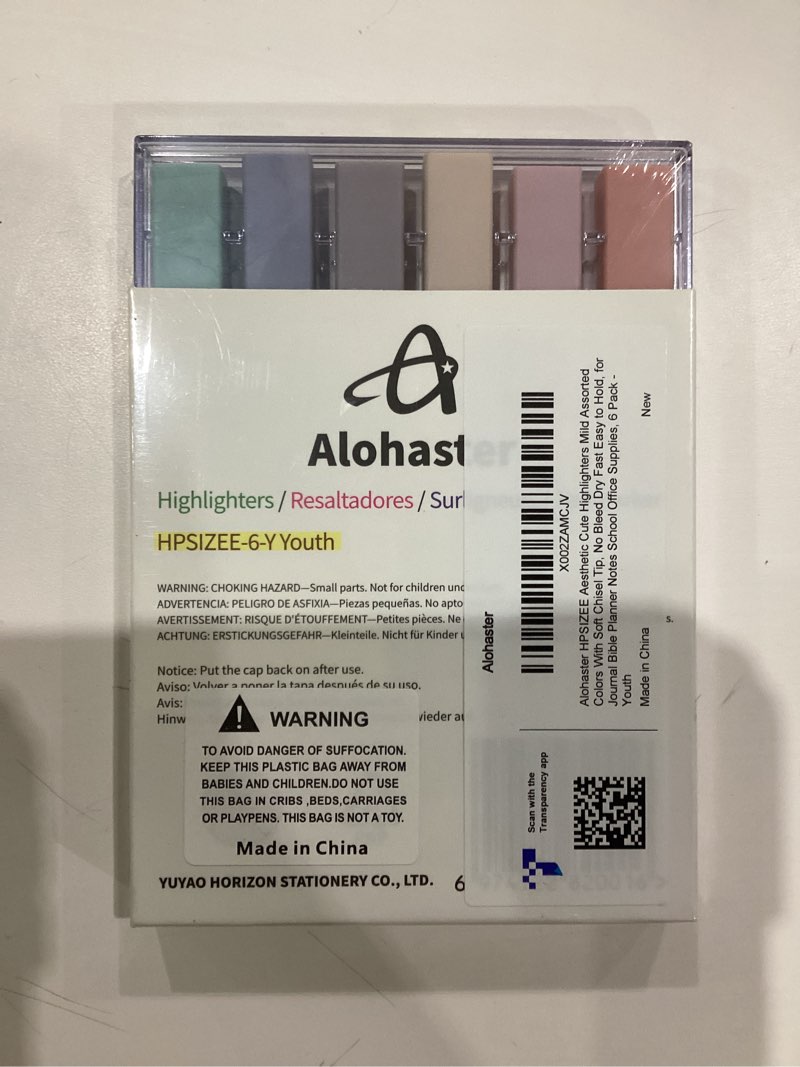 Alohaster
Highlighters / Resaltadores / Sur
HPSIZEE-6-Y Youth
WARNING: CHOKING HAZARD—Small parts. Not for children und
ADVERTENCIA: PELIGRO DE ASFIXIA—Piezas pequeñas. No apto
AVERTISSEMENT: RISQUE D'ÉTOUFFEMENT—Petites pièces. Ne
ACHTUNG: ERSTICKUNGSGEFAHR—Kleinteile. Nicht für Kinder
s.
Notice: Put the cap back on after use.
Aviso: Volver a poner la tapa después de su uso.
Avis:
Hinw
WARNING
TO AVOID DANGER OF SUFFOCATION.
KEEP THIS PLASTIC BAG AWAY FROM
BABIES AND CHILDREN.DO NOT USE
THIS BAG IN CRIBS ,BEDS,CARRIAGES
OR PLAYPENS. THIS BAG IS NOT A TOY.
Made in China
YUYAO HORIZON STATIONERY CO., LTD.
6
Alohaster
X002ZAMCJV
Alohaster HPSIZEE Aesthetic Cute Highlighters Mild Assorted
Colors With Soft Chisel Tip, No Bleed Dry Fast Easy to Hold, for
Journal Bible Planner Notes School Office Supplies, 6 Pack -
Youth
Made in China New
Scan with the
Transparency app